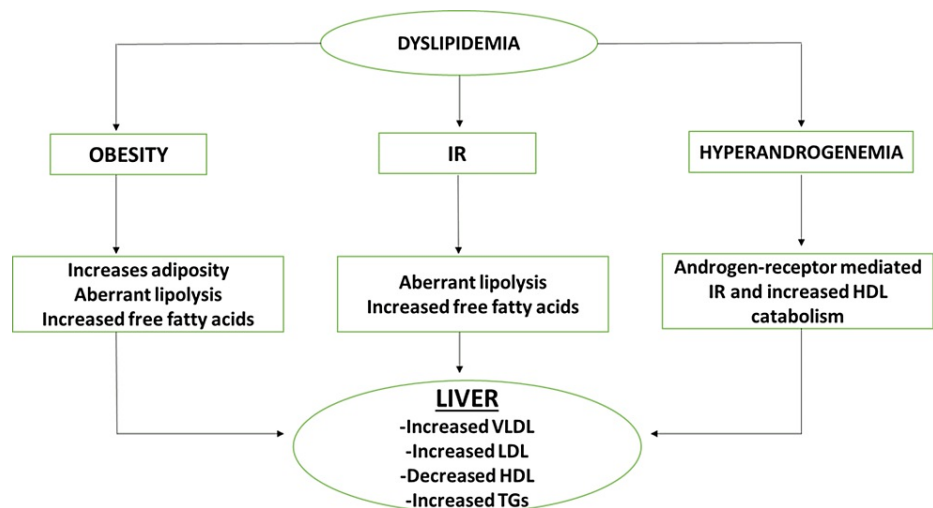 DYSLIPIDEMIA
OBESITY
IR
HYPERANDROGENEMIA
Increases adiposity
Aberrant lipolysis
Increased free fatty acids
Aberrant lipolysis
Increased free fatty acids
Androgen-receptor mediated
IR and increased HDL
catabolism
LIVER
-Increased VLDL
-Increased LDL
-Decreased HDL
-Increased TGs